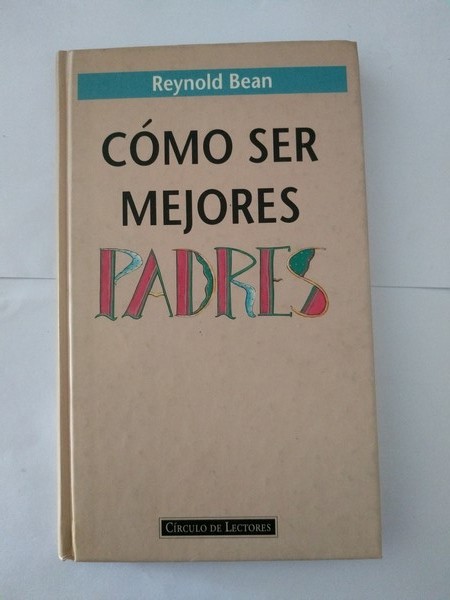 Reynold Bean
CÓMO SER
MEJORES
PADRES
CÍRCULO DE LECTORES